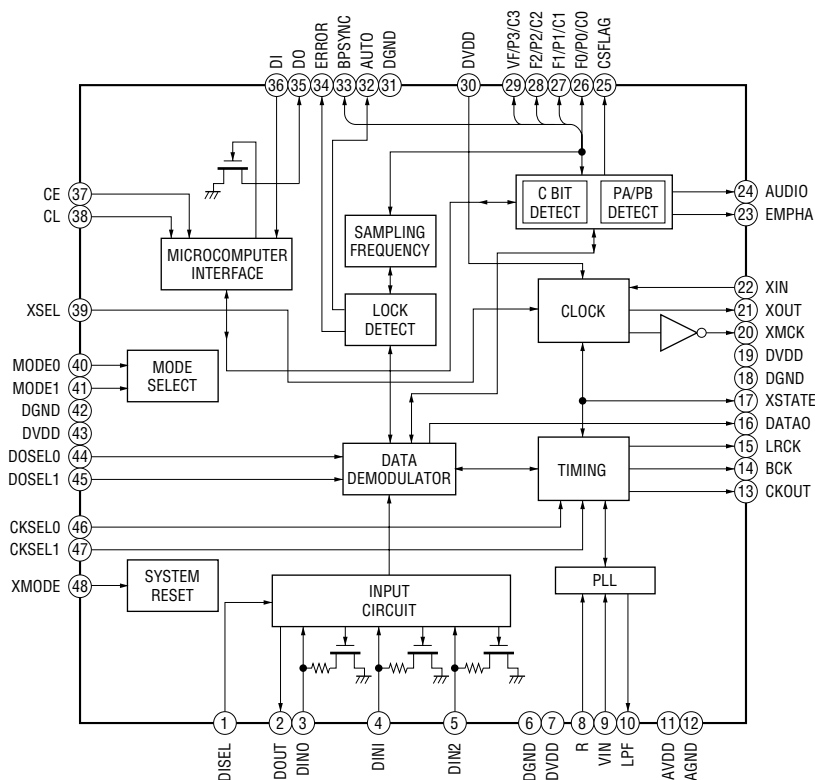 DI
DO
ERROR
BPSYNC
AUTO
DGND
DVDD
VF/P3/C3
F2/P2/C2
F1/P1/C1
F0/P0/C0
CSFLAG
36
35
34
33
32
31
30
29
28
27
26
25
CE 37
CL 38
XSEL 39
MODE0 40
MODE1 41
DGND 42
DVDD 43
DOSEL0 44
DOSEL1 45
CKSEL0 46
CKSEL1 47
XMODE 48
MICROCOMPUTER
INTERFACE
SAMPLING
FREQUENCY
LOCK
DETECT
C BIT
DETECT
PA/PB
DETECT
CLOCK
MODE
SELECT
DATA
DEMODULATOR
TIMING
SYSTEM
RESET
INPUT
CIRCUIT
PLL
24 AUDIO
23 EMPHA
22 XIN
21 XOUT
20 XMCK
19 DVDD
18 DGND
17 XSTATE
16 DATAO
15 LRCK
14 BCK
13 CKOUT
1
2
3
4
5
6
7
8
9
10
11
12
DISEL
DOUT
DINO
DINI
DIN2
DGND
DVDD
R
VIN
LPF
AVDD
AGND